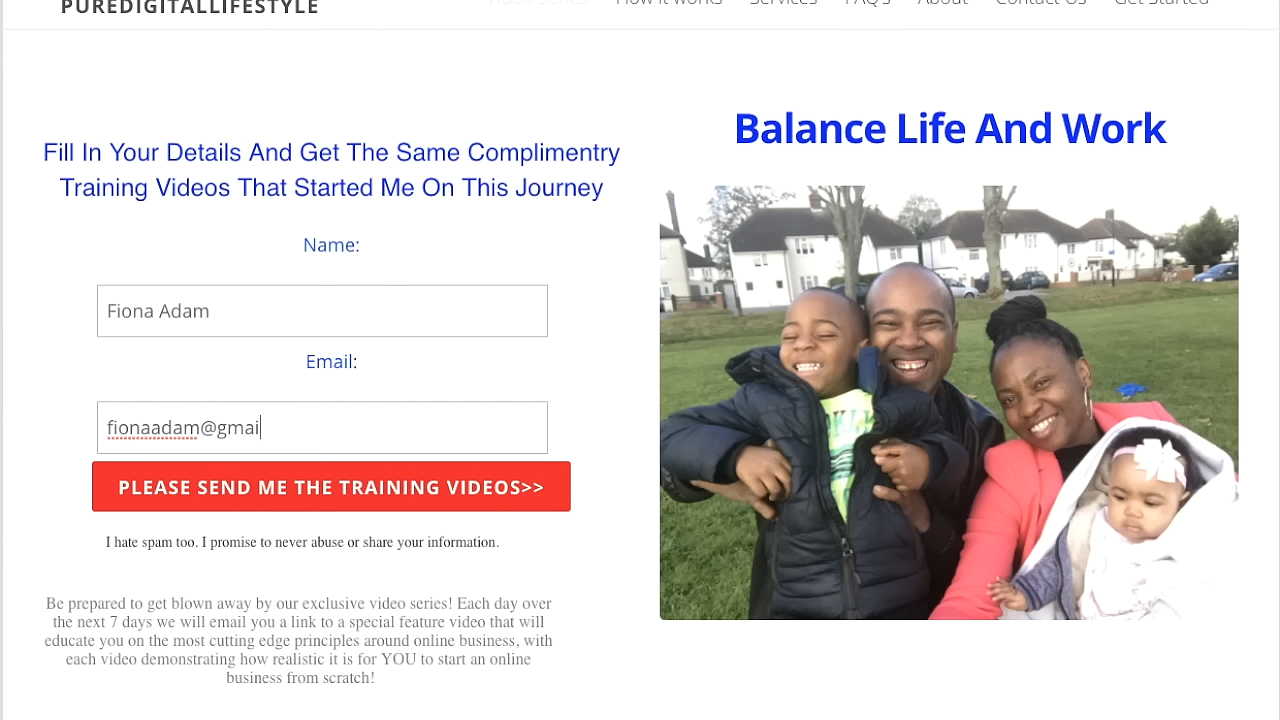 PUREDIGITALLIFESTYLE
Video Series How it works Services FAQ's About Contact Us Get Started
Balance Life And Work
Fill In Your Details And Get The Same Complimentry
Training Videos That Started Me On This Journey
Name:
Fiona Adam
Email:
fionaadam@gmai
PLEASE SEND ME THE TRAINING VIDEOS>>
I hate spam too. I promise to never abuse or share your information.
Be prepared to get blown away by our exclusive video series! Each day over
the next 7 days we will email you a link to a special feature video that will
educate you on the most cutting edge principles around online business, with
each video demonstrating how realistic it is for YOU to start an online
business from scratch!